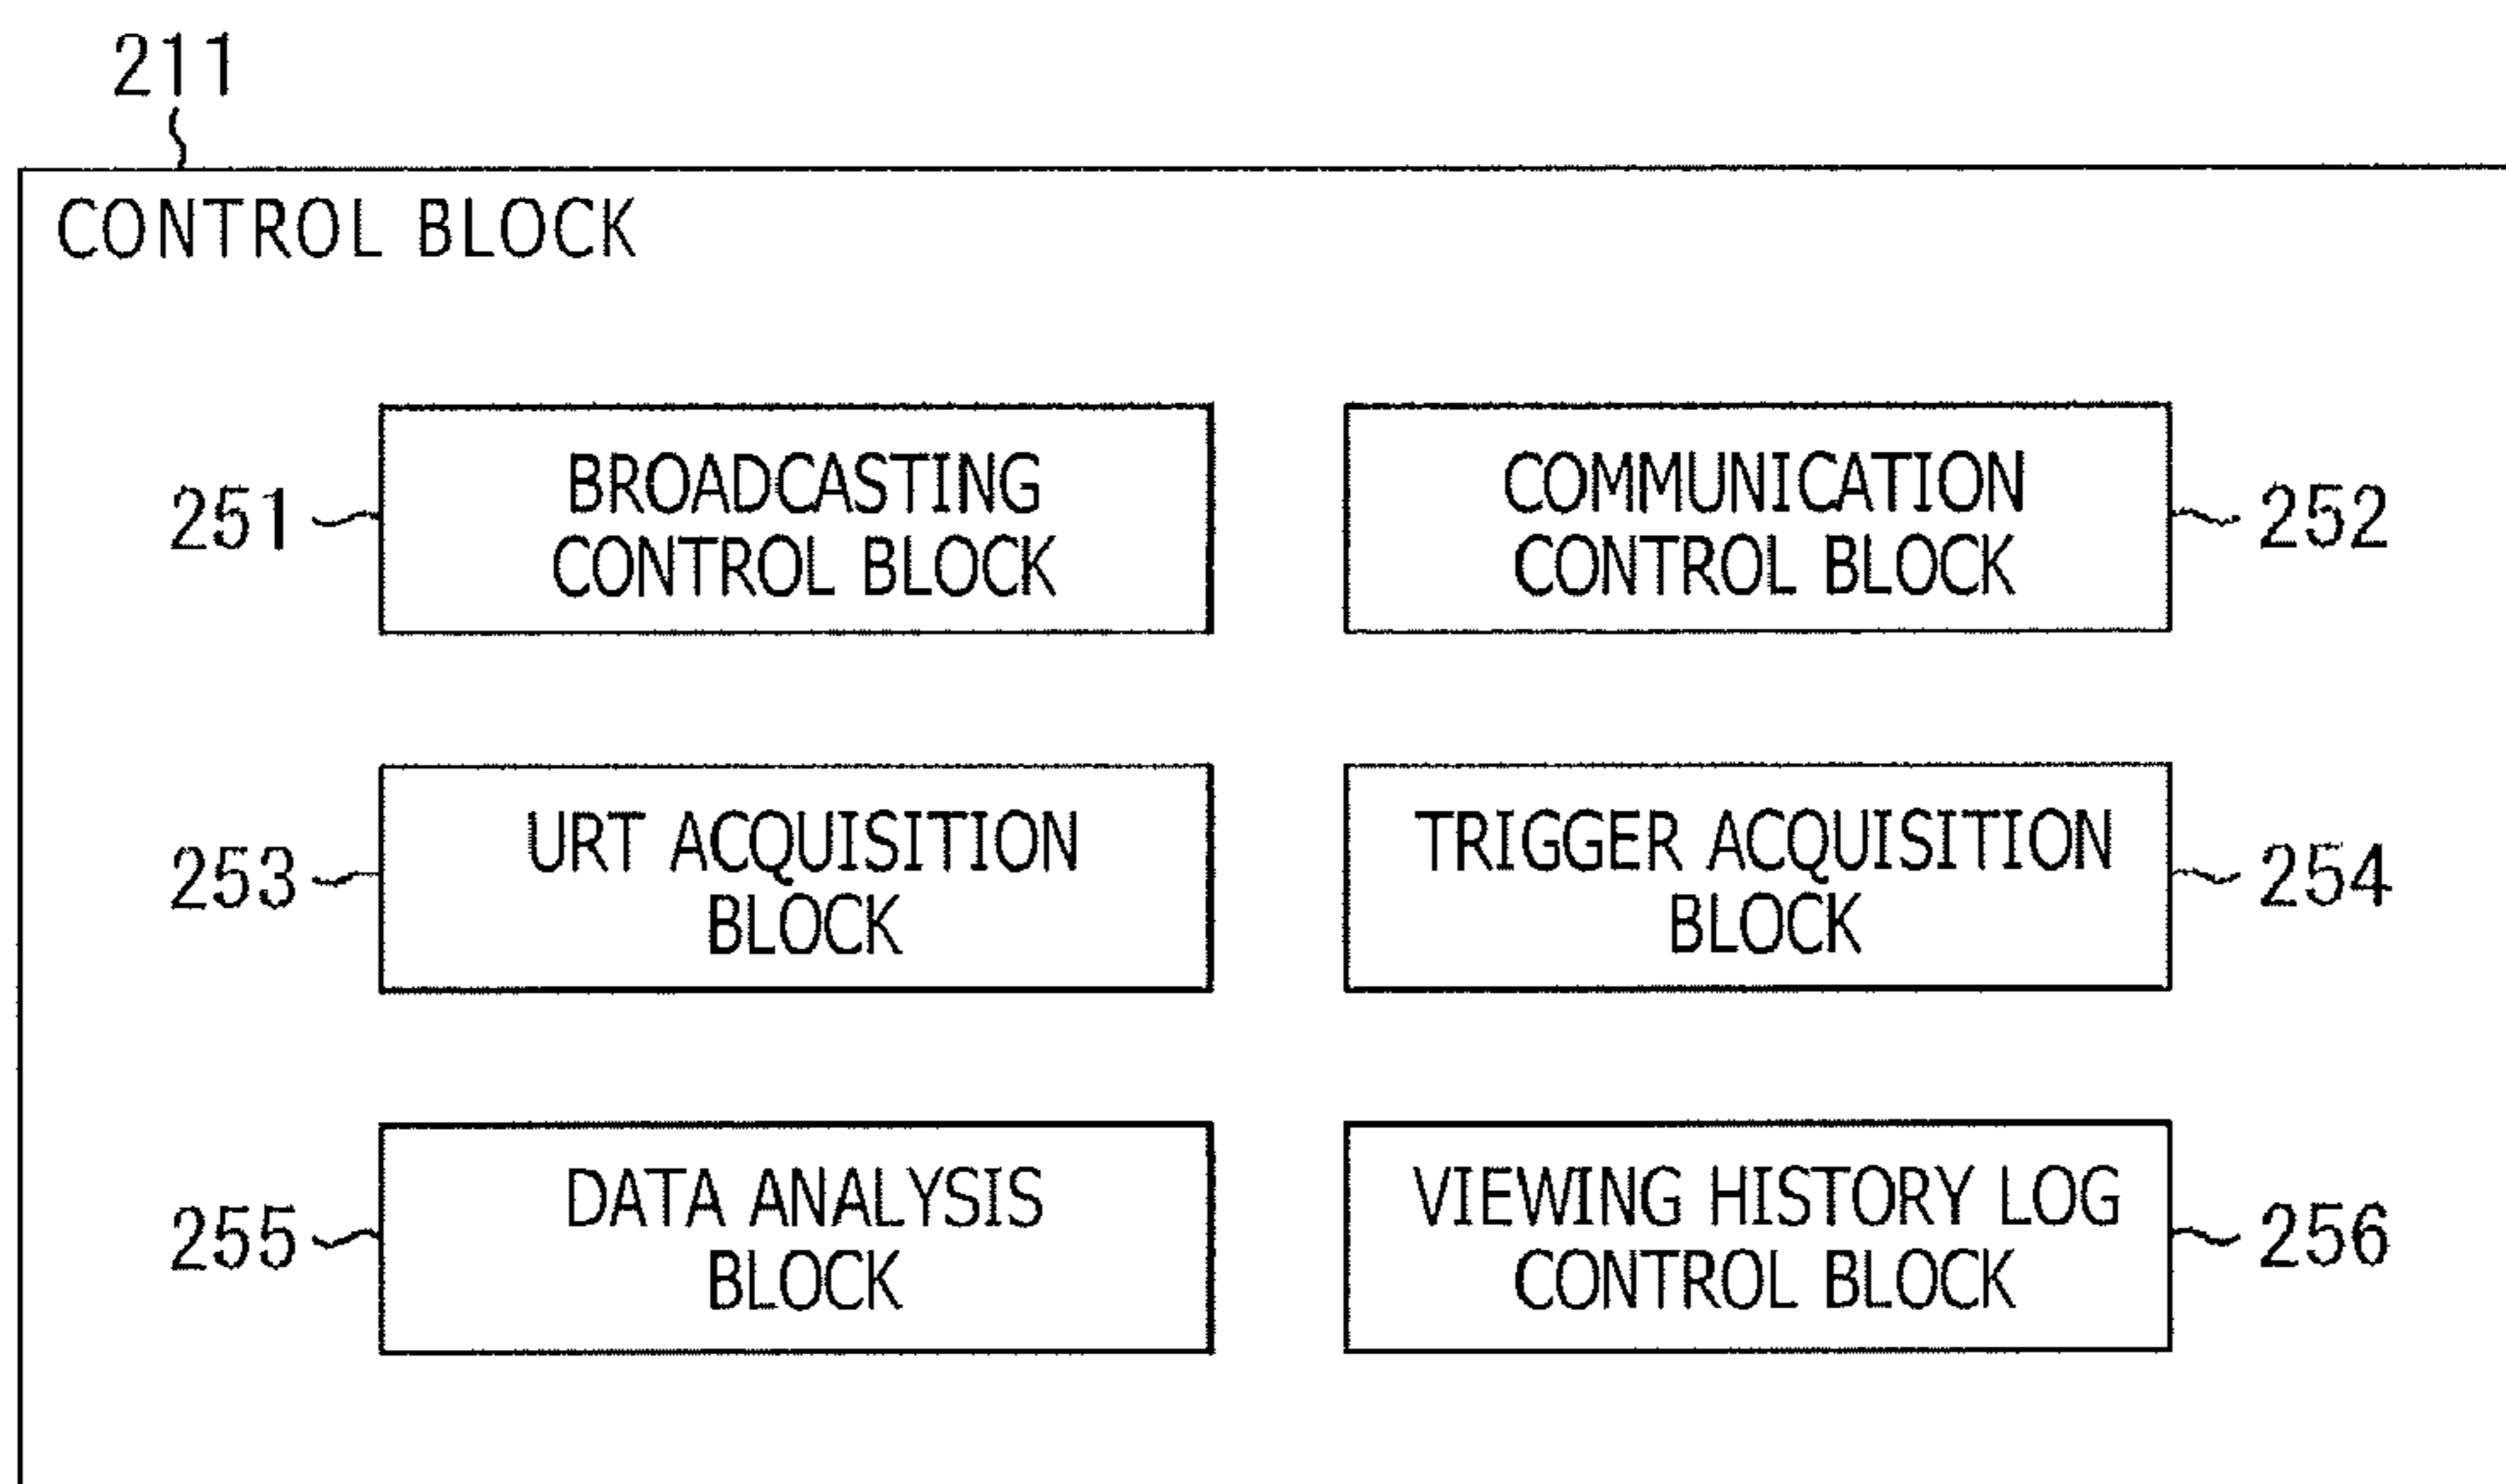 211
CONTROL BLOCK
251
BROADCASTING
CONTROL BLOCK
COMMUNICATION
CONTROL BLOCK
252
253
URT ACQUISITION
BLOCK
TRIGGER ACQUISITION
BLOCK
254
255
DATA ANALYSIS
BLOCK
VIEWING HISTORY LOG
CONTROL BLOCK
256